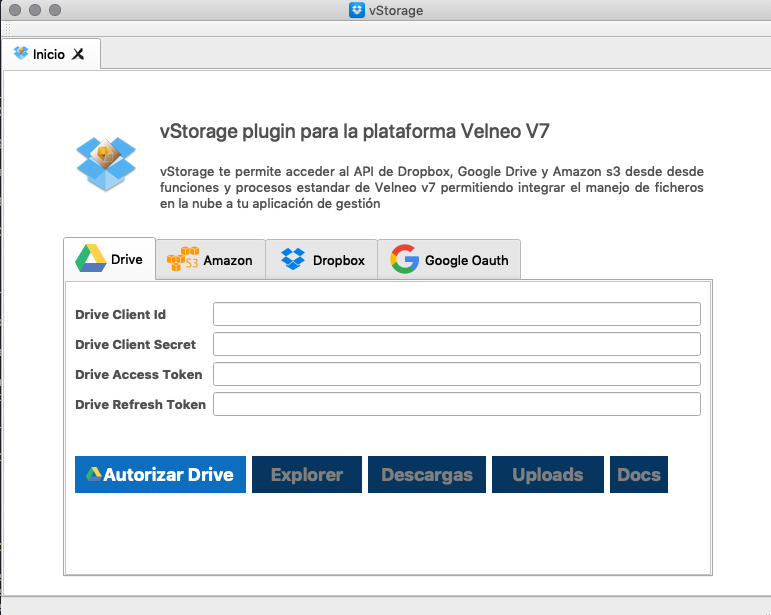 vStorage
Inicio
vStorage plugin para la plataforma Velneo V7
vStorage te permite acceder al API de Dropbox, Google Drive y Amazon s3 desde desde
funciones y procesos estandar de Velneo v7 permitiendo integrar el manejo de ficheros
en la nube a tu aplicación de gestión
Drive
S3 Amazon
Dropbox
Google Oauth
Drive Client Id
Drive Client Secret
Drive Access Token
Drive Refresh Token
Autorizar Drive
Explorer
Descargas
Uploads
Docs